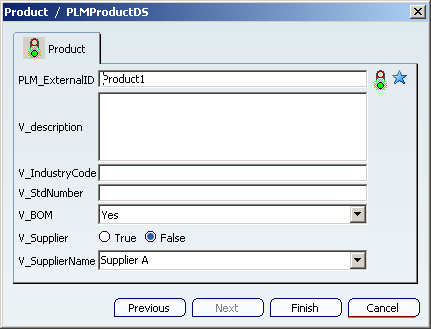 Product / PLMProductDS
Product
PLM_ExternalID Product1
V_description
V_IndustryCode
V_StdNumber
V_BOM Yes
V_Supplier True False
V_SupplierName Supplier A
Previous Next Finish Cancel